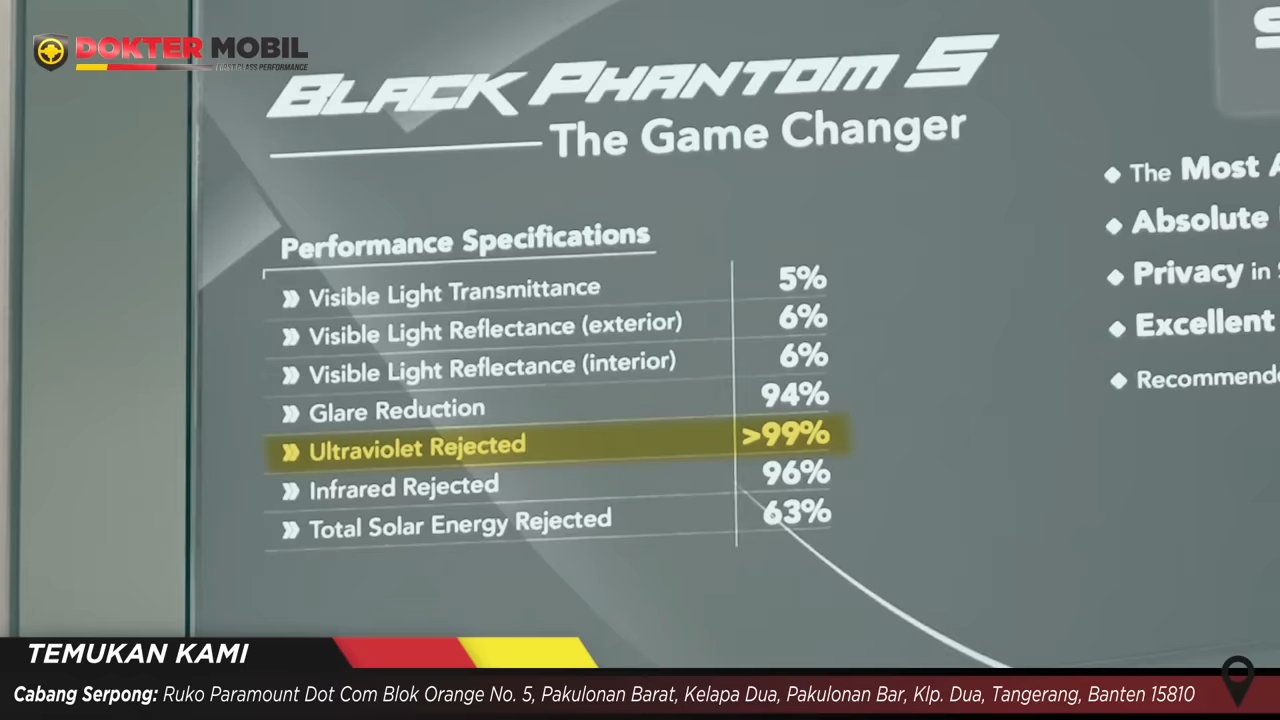 DOKTER MOBIL
FIRST CLASS PERFORMANCE
BLACK PHANTOM 5
The Game Changer
Performance Specifications
Visible Light Transmittance 5%
Visible Light Reflectance (exterior) 6%
Visible Light Reflectance (interior) 6%
Glare Reduction 94%
Ultraviolet Rejected >99%
Infrared Rejected 96%
Total Solar Energy Rejected 63%
The Most
Absolute
Privacy in
Excellent
TEMUKAN KAMI
Cabang Serpong: Ruko Paramount Dot Com Blok Orange No. 5, Pakulonan Barat, Kelapa Dua, Pakulonan Bar, Klp. Dua, Tangerang, Banten 15810